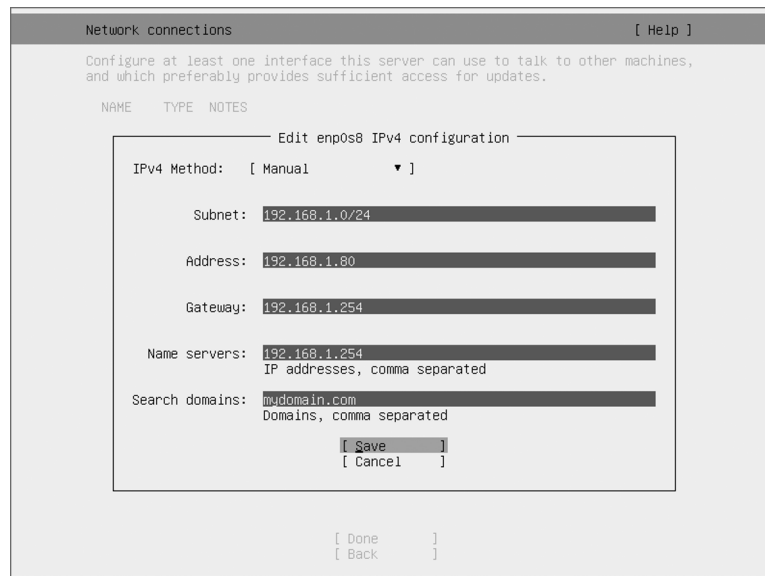 Network connections [ Help ]
Configure at least one interface this server can use to talk to other machines,
and which preferably provides sufficient access for updates.
NAME TYPE NOTES
Edit enp0s8 IPv4 configuration
IPv4 Method: [ Manual ▼ ]
Subnet: 192.168.1.0/24
Address: 192.168.1.80
Gateway: 192.168.1.254
Name servers: 192.168.1.254
IP addresses, comma separated
Search domains: mydomain.com
Domains, comma separated
[ Save ]
[ Cancel ]
[ Done ]
[ Back ]